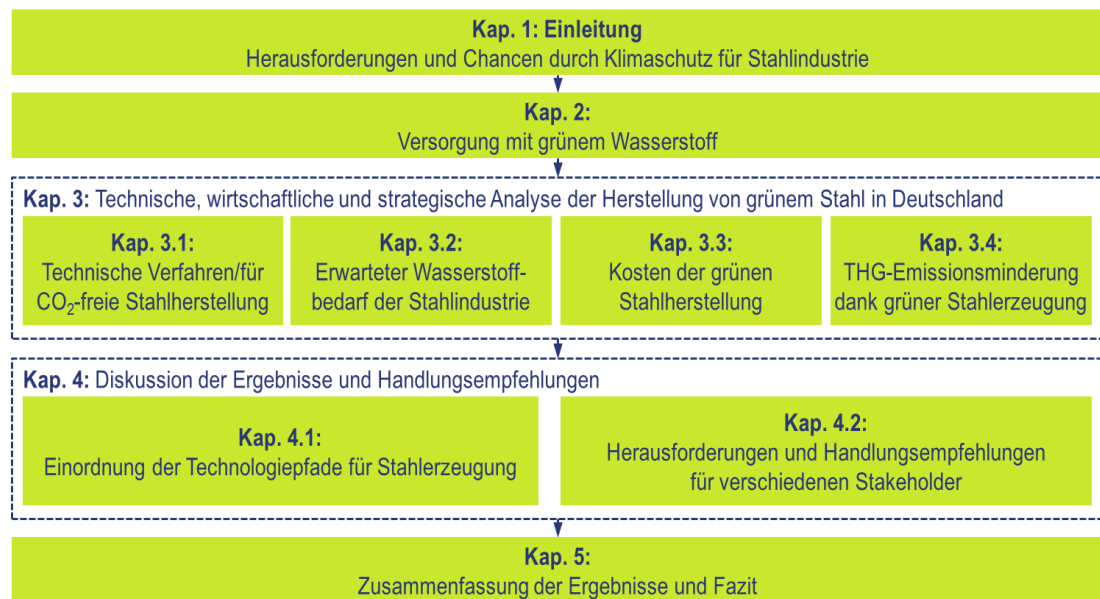 Kap. 1: Einleitung
Herausforderungen und Chancen durch Klimaschutz für Stahlindustrie
Kap. 2:
Versorgung mit grünem Wasserstoff
Kap. 3: Technische, wirtschaftliche und strategische Analyse der Herstellung von grünem Stahl in Deutschland
Kap. 3.1:
Technische Verfahren/für
CO₂-freie Stahlherstellung
Kap. 3.2:
Erwarteter Wasserstoff-
bedarf der Stahlindustrie
Kap. 3.3:
Kosten der grünen
Stahlherstellung
Kap. 3.4:
THG-Emissionsminderung
dank grüner Stahlerzeugung
Kap. 4: Diskussion der Ergebnisse und Handlungsempfehlungen
Kap. 4.1:
Einordnung der Technologiepfade für Stahlerzeugung
Kap. 4.2:
Herausforderungen und Handlungsempfehlungen
für verschiedenen Stakeholder
Kap. 5:
Zusammenfassung der Ergebnisse und Fazit